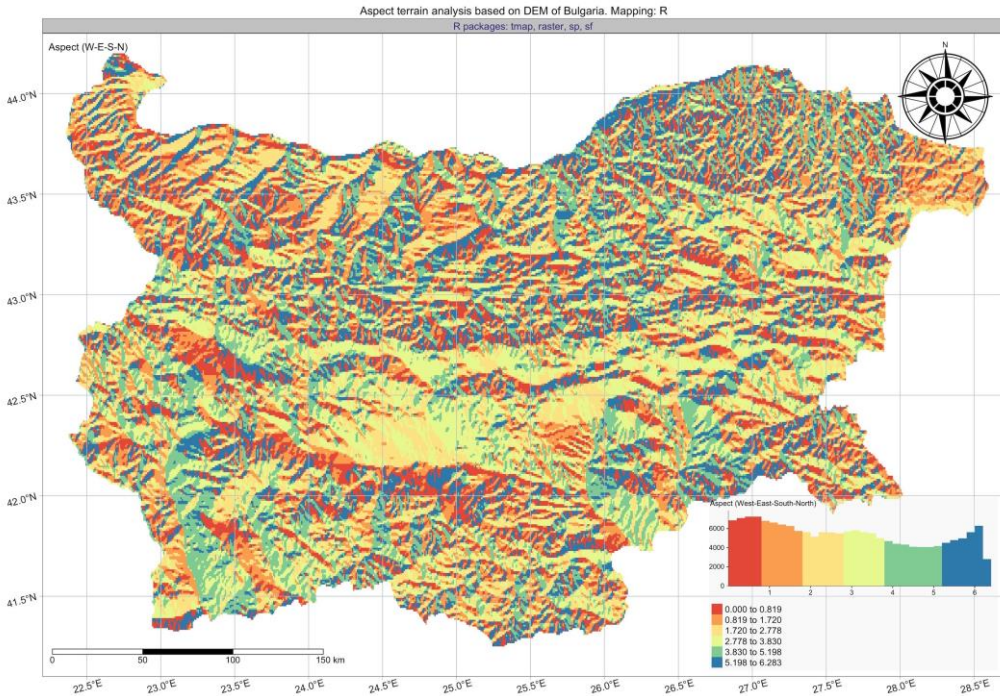 Aspect terrain analysis based on DEM of Bulgaria. Mapping: R
R packages: tmap, raster, sp, sf
Aspect (W-E-S-N)
N
44.0°N
43.5°N
43.0°N
42.5°N
42.0°N
41.5°N
Aspect (West-East-South-North)
6000
4000
2000
0
1 2 3 4 5 6
0.000 to 0.819
0.819 to 1.720
1.720 to 2.778
2.778 to 3.830
3.830 to 5.198
5.198 to 6.283
0 50 100 150 km
22.5°E 23.0°E 23.5°E 24.0°E 24.5°E 25.0°E 25.5°E 26.0°E 26.5°E 27.0°E 27.5°E 28.0°E 28.5°E